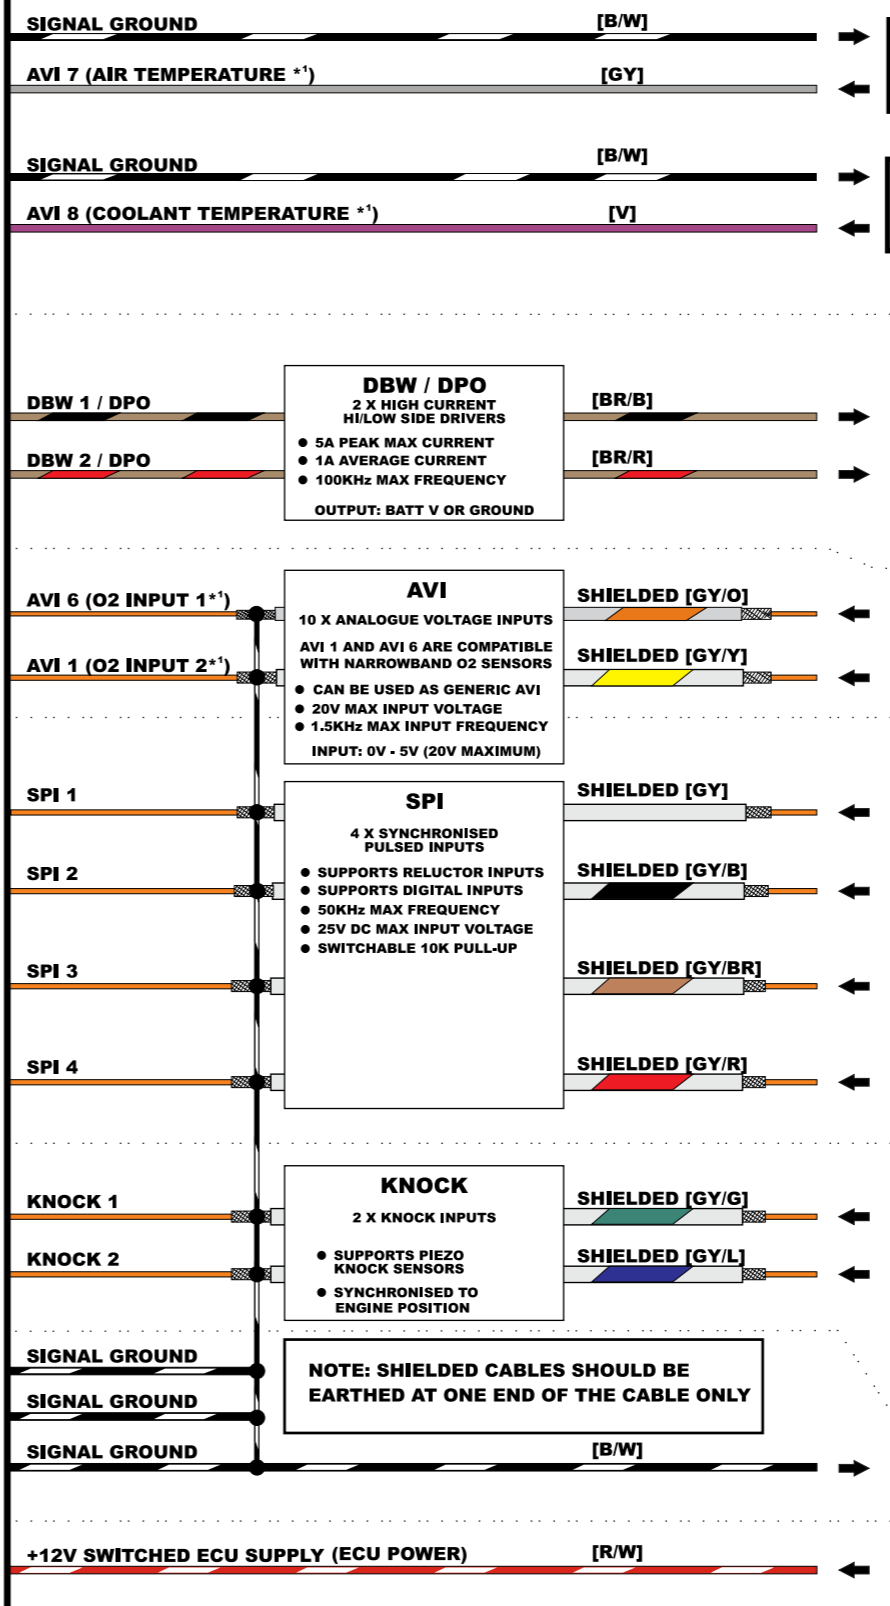 SIGNAL GROUND [B/W]
AVI 7 (AIR TEMPERATURE *¹) [GY]
SIGNAL GROUND [B/W]
AVI 8 (COOLANT TEMPERATURE *¹) [V]
DBW / DPO
2 X HIGH CURRENT
HI/LOW SIDE DRIVERS
● 5A PEAK MAX CURRENT
● 1A AVERAGE CURRENT
● 100KHz MAX FREQUENCY
OUTPUT: BATT V OR GROUND
DBW 1 / DPO [BR/B]
DBW 2 / DPO [BR/R]
AVI
10 X ANALOGUE VOLTAGE INPUTS
AVI 1 AND AVI 6 ARE COMPATIBLE
WITH NARROWBAND O2 SENSORS
● CAN BE USED AS GENERIC AVI
● 20V MAX INPUT VOLTAGE
● 1.5KHz MAX INPUT FREQUENCY
INPUT: 0V - 5V (20V MAXIMUM)
AVI 6 (O2 INPUT 1*¹) SHIELDED [GY/O]
AVI 1 (O2 INPUT 2*¹) SHIELDED [GY/Y]
SPI
4 X SYNCHRONISED
PULSED INPUTS
● SUPPORTS RELUCTOR INPUTS
● SUPPORTS DIGITAL INPUTS
● 50KHz MAX FREQUENCY
● 25V DC MAX INPUT VOLTAGE
● SWITCHABLE 10K PULL-UP
SPI 1 SHIELDED [GY]
SPI 2 SHIELDED [GY/B]
SPI 3 SHIELDED [GY/BR]
SPI 4 SHIELDED [GY/R]
KNOCK
2 X KNOCK INPUTS
● SUPPORTS PIEZO
KNOCK SENSORS
● SYNCHRONISED TO
ENGINE POSITION
KNOCK 1 SHIELDED [GY/G]
KNOCK 2 SHIELDED [GY/L]
SIGNAL GROUND
NOTE: SHIELDED CABLES SHOULD BE
EARTHED AT ONE END OF THE CABLE ONLY
SIGNAL GROUND
SIGNAL GROUND [B/W]
+12V SWITCHED ECU SUPPLY (ECU POWER) [R/W]